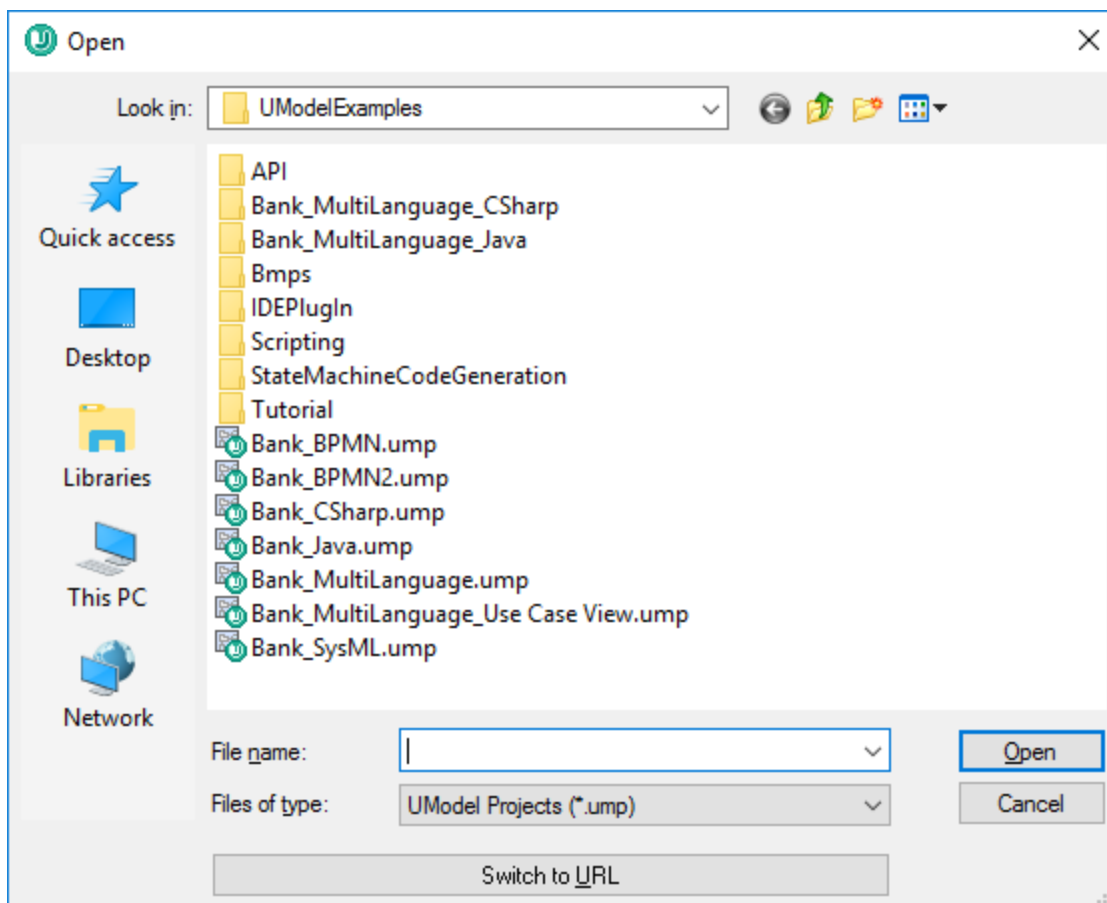 Open
Look in: UModelExamples
Quick access
Desktop
Libraries
This PC
Network
API
Bank_MultiLanguage_CSharp
Bank_MultiLanguage_Java
Bmps
IDEPlugIn
Scripting
StateMachineCodeGeneration
Tutorial
Bank_BPMN.ump
Bank_BPMN2.ump
Bank_CSharp.ump
Bank_Java.ump
Bank_MultiLanguage.ump
Bank_MultiLanguage_Use Case View.ump
Bank_SysML.ump
File name: Open
Files of type: UModel Projects (*.ump) Cancel
Switch to URL